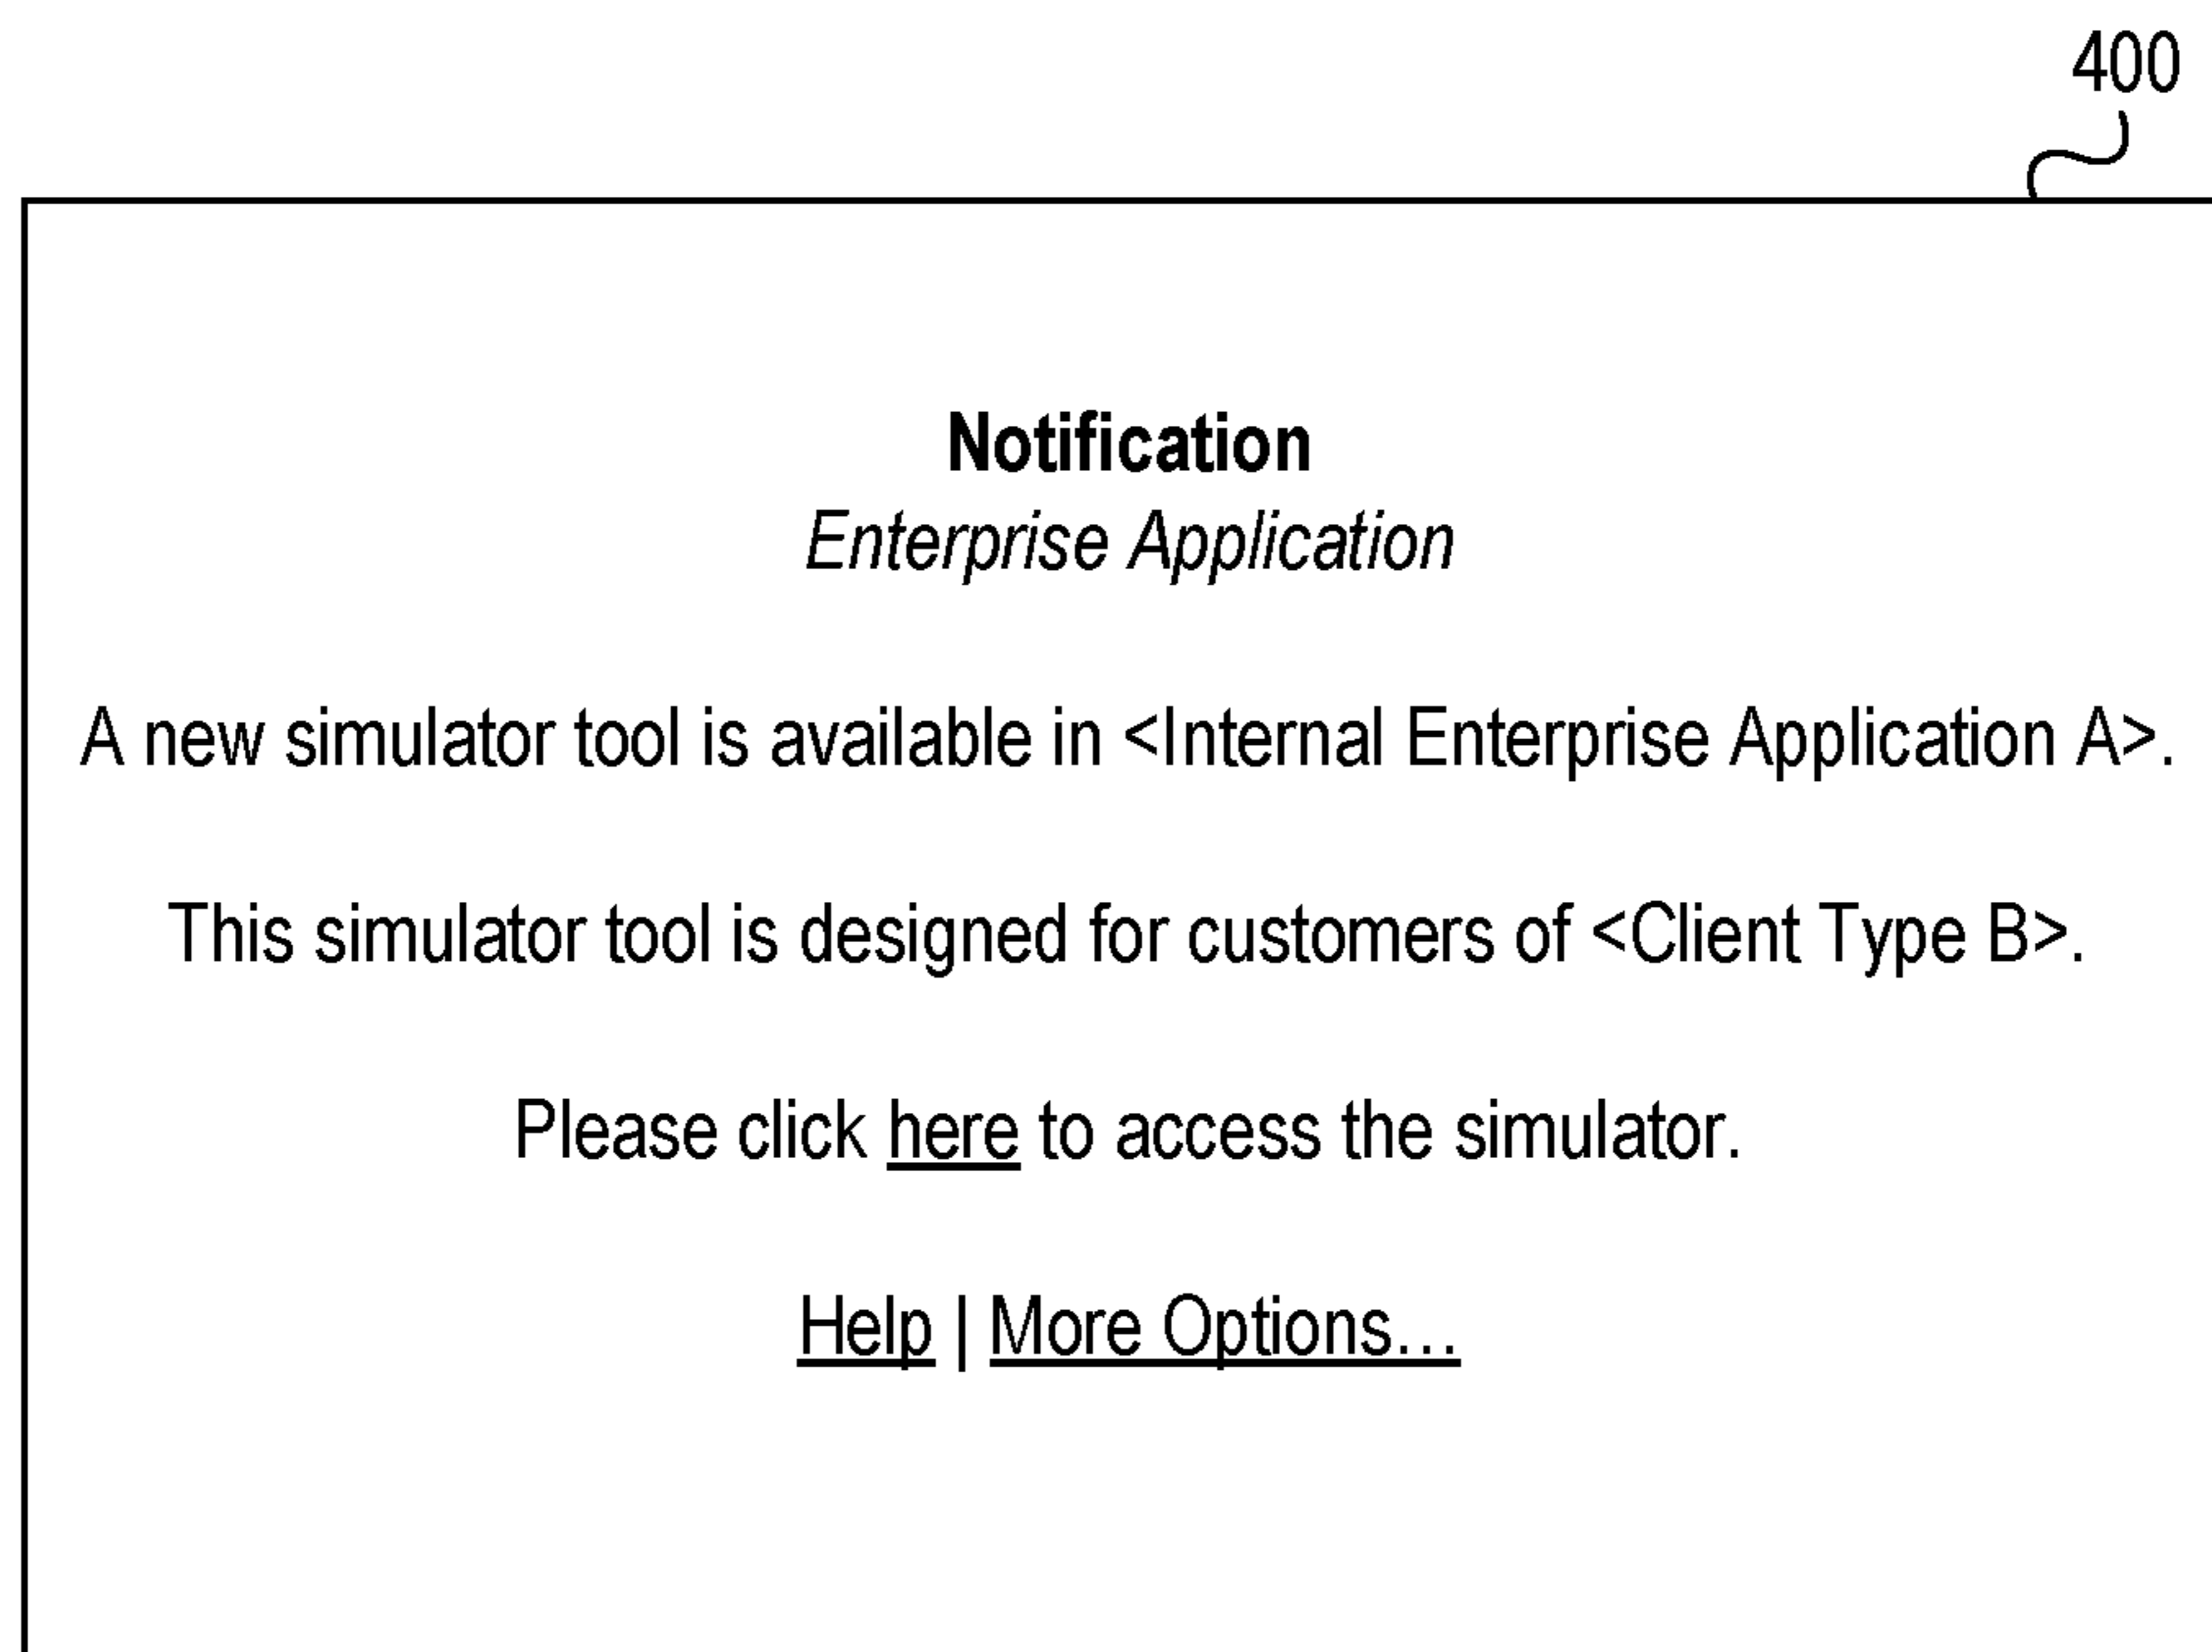 400
Notification
Enterprise Application
A new simulator tool is available in <Internal Enterprise Application A>.
This simulator tool is designed for customers of <Client Type B>.
Please click here to access the simulator.
Help | More Options...